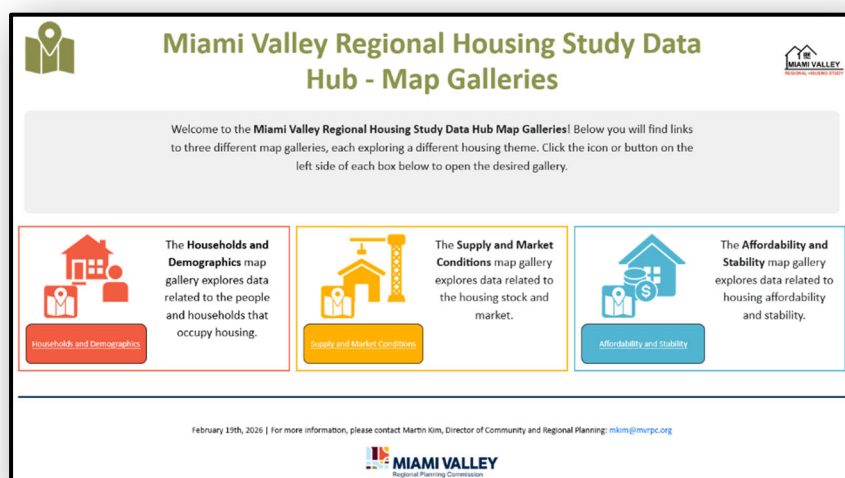 Miami Valley Regional Housing Study Data
Hub - Map Galleries
MIAMI VALLEY
REGIONAL HOUSING STUDY
Welcome to the Miami Valley Regional Housing Study Data Hub Map Galleries! Below you will find links
to three different map galleries, each exploring a different housing theme. Click the icon or button on the
left side of each box below to open the desired gallery.
The Households and
Demographics map
gallery explores data
related to the people
and households that
occupy housing.
Households and Demographics
The Supply and Market
Conditions map gallery
explores data related to
the housing stock and
market.
Supply and Market Conditions
$
The Affordability and
Stability map gallery
explores data related to
housing affordability
and stability.
Affordability and Stability
February 19th, 2026 | For more information, please contact Martin Kim, Director of Community and Regional Planning: mkim@mvrpc.org
MIAMI VALLEY
Regional Planning Commission